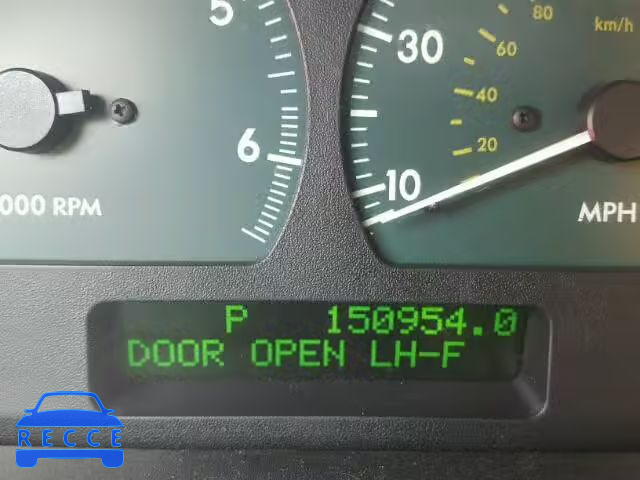 5
6
000 RPM
80
km/h
30
60
40
20
10
MPH
P 150954.0
DOOR OPEN LH-F
RECCE